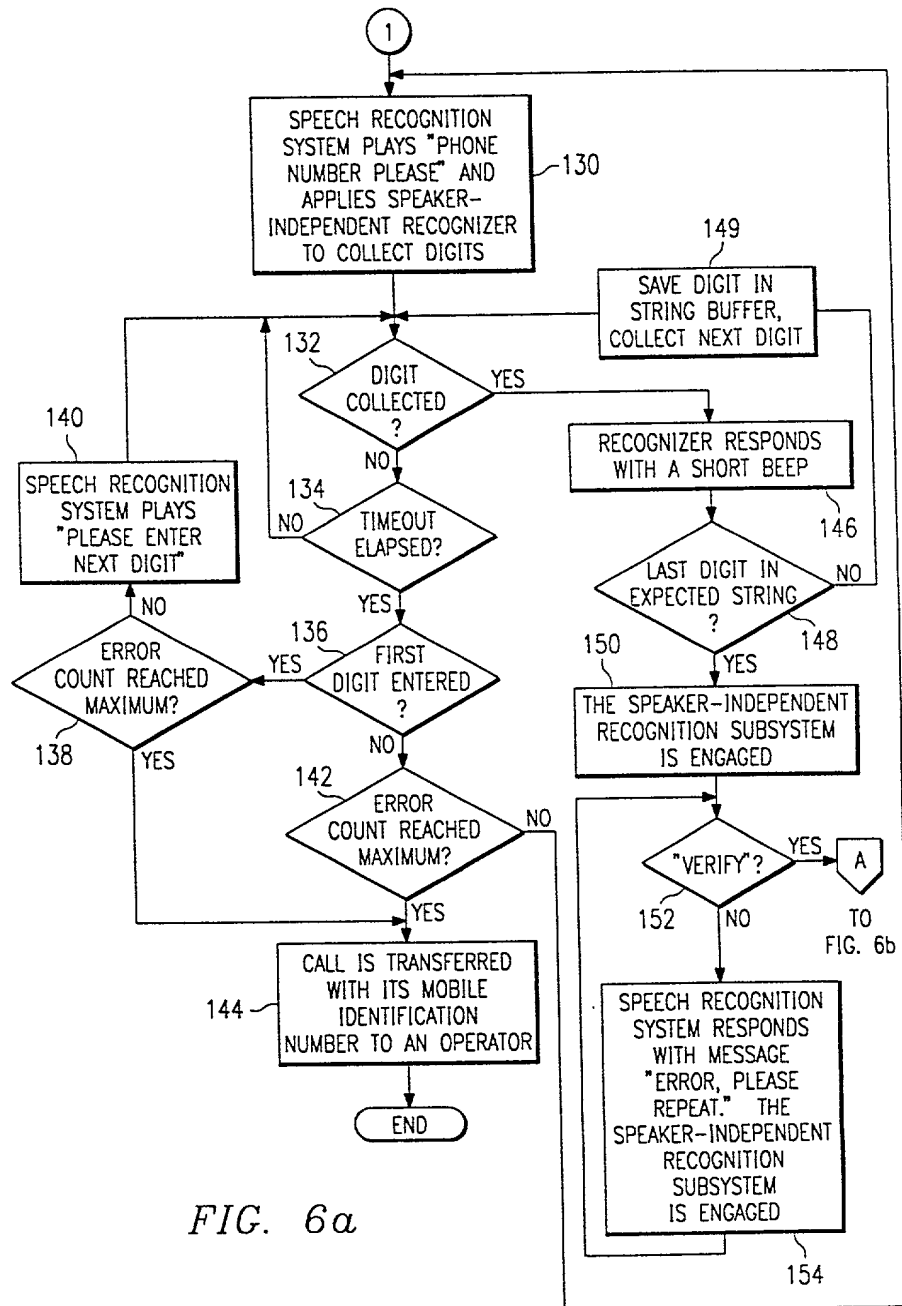 1
SPEECH RECOGNITION
SYSTEM PLAYS "PHONE
NUMBER PLEASE" AND
APPLIES SPEAKER-
INDEPENDENT RECOGNIZER
TO COLLECT DIGITS
130
149
SAVE DIGIT IN
STRING BUFFER,
COLLECT NEXT DIGIT
132
DIGIT
COLLECTED
?
YES
NO
140
SPEECH RECOGNITION
SYSTEM PLAYS
"PLEASE ENTER
NEXT DIGIT"
NO
134
TIMEOUT
ELAPSED?
NO
YES
RECOGNIZER RESPONDS
WITH A SHORT BEEP
146
LAST DIGIT IN
EXPECTED STRING
?
NO
148
YES
136
FIRST
DIGIT ENTERED
?
YES
NO
ERROR
COUNT REACHED
MAXIMUM?
138
YES
150
THE SPEAKER-INDEPENDENT
RECOGNITION SUBSYSTEM
IS ENGAGED
142
ERROR
COUNT REACHED
MAXIMUM?
NO
YES
"VERIFY"?
152
YES
A
TO
FIG. 6b
NO
144
CALL IS TRANSFERRED
WITH ITS MOBILE
IDENTIFICATION
NUMBER TO AN OPERATOR
END
SPEECH RECOGNITION
SYSTEM RESPONDS
WITH MESSAGE
"ERROR, PLEASE
REPEAT." THE
SPEAKER-INDEPENDENT
RECOGNITION
SUBSYSTEM
IS ENGAGED
154
FIG. 6a